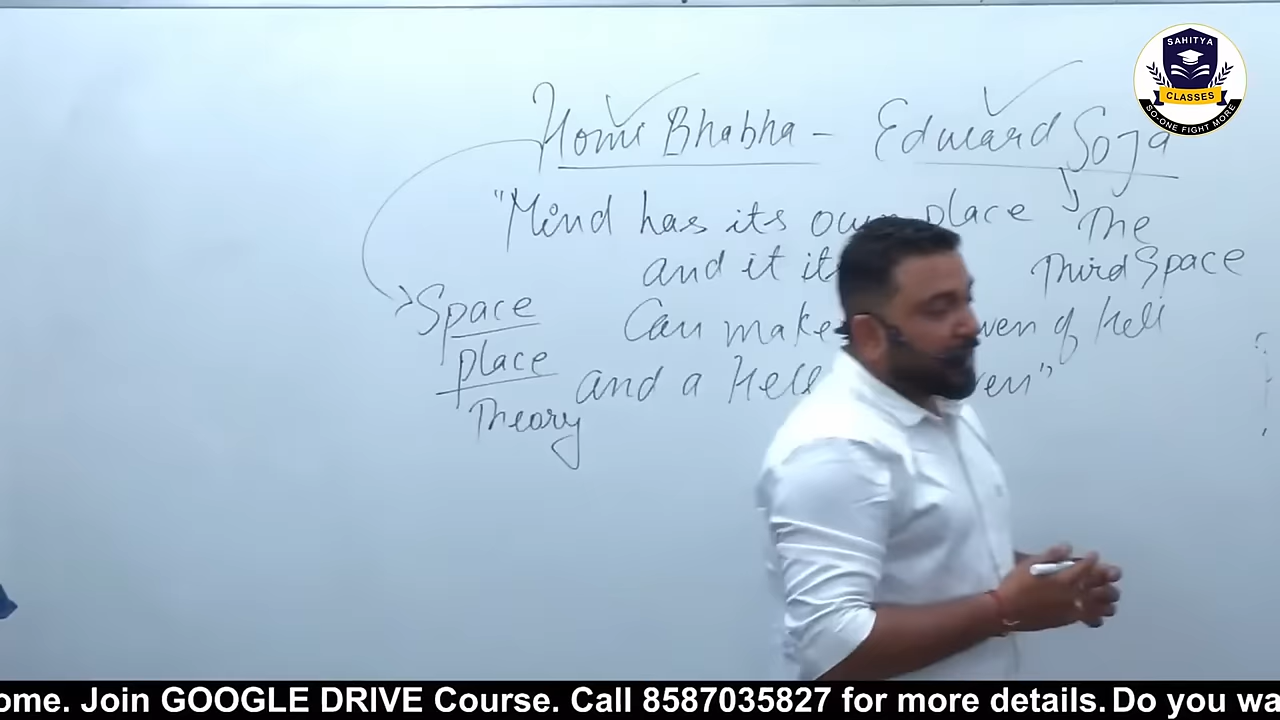 SAHITYA
CLASSES
SO-ONE FIGHT MORE
Homi Bhabha - Edward Soja
"Mind has its own place
The
and it
Third Space
Space
Can make of Hell
place
and a Hell
Theory
ome. Join GOOGLE DRIVE Course. Call 8587035827 for more details. Do you wa